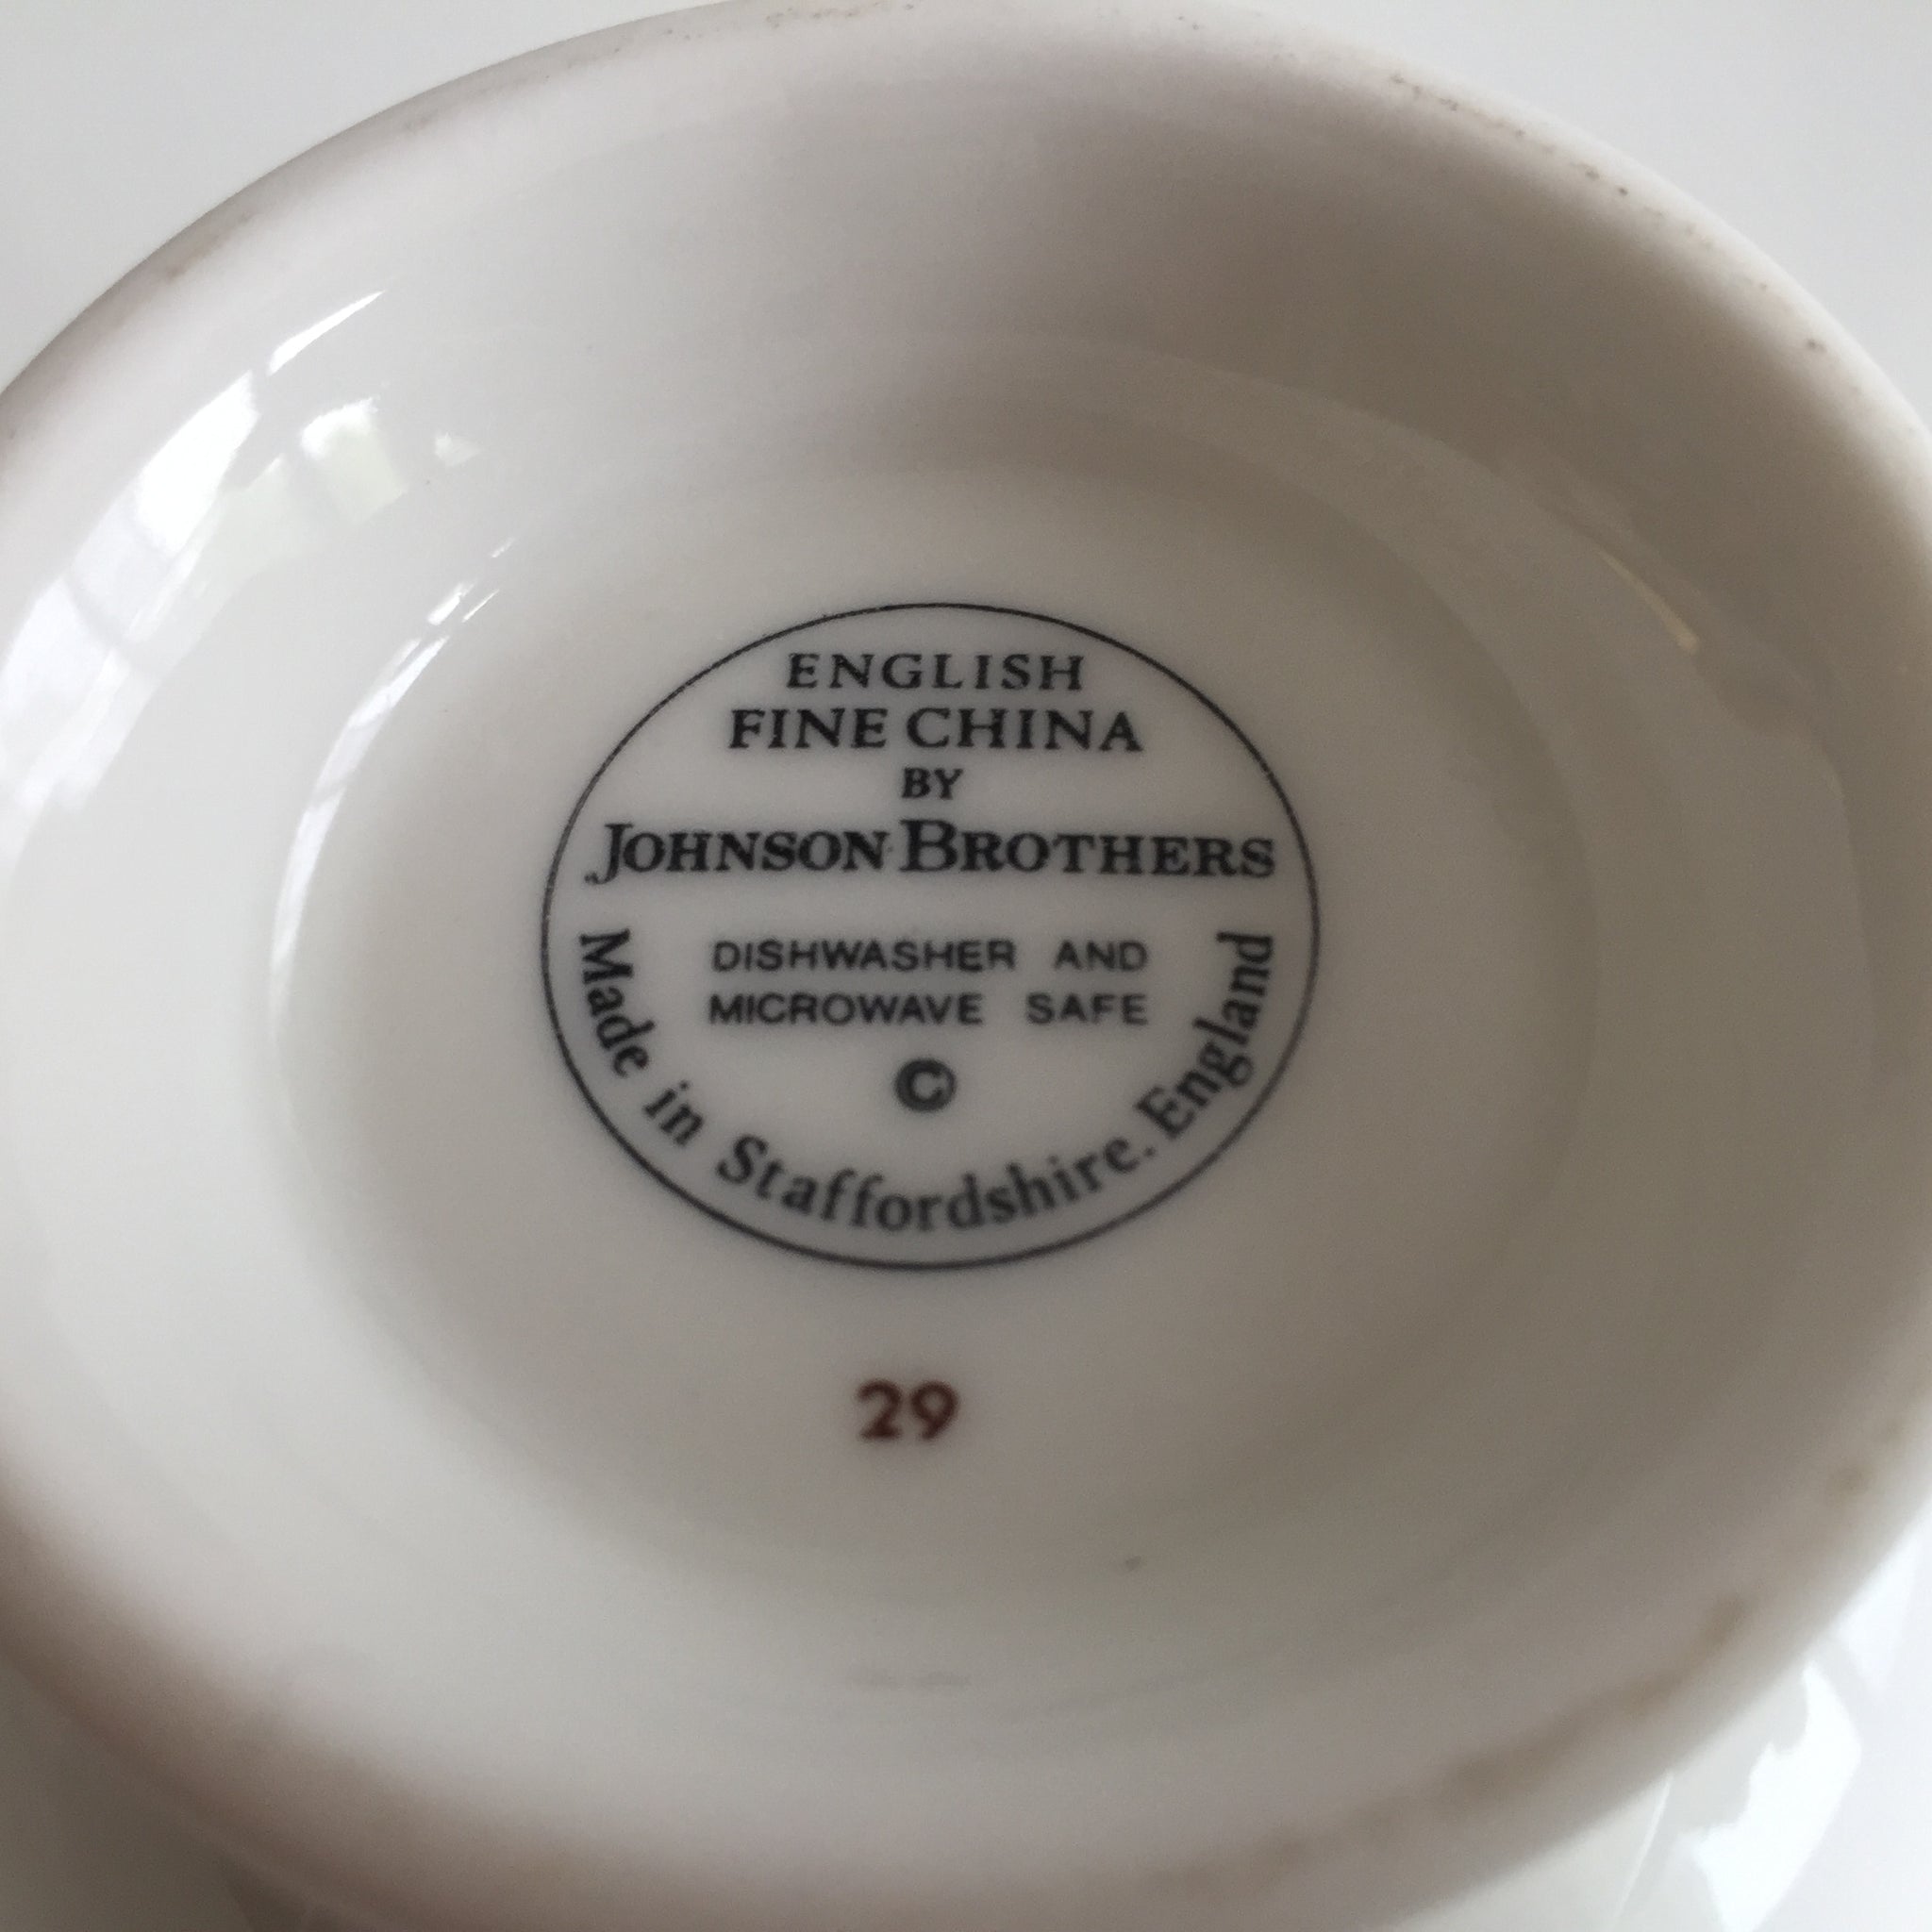 ENGLISH
FINE CHINA
BY
JOHNSON BROTHERS
DISHWASHER AND
MICROWAVE SAFE
©
Made in Staffordshire. England
29